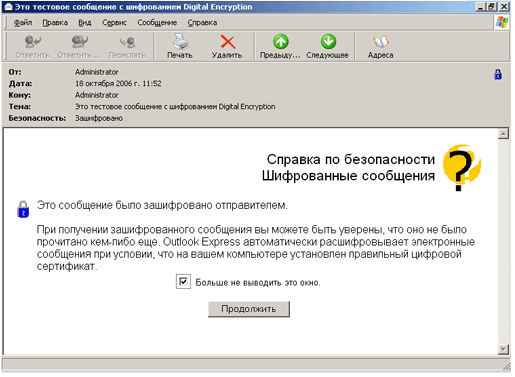 Это тестовое сообщение с шифрованием Digital Encryption
Файл Правка Вид Сервис Сообщение Справка
Ответить Ответить ... Переслать Печать Удалить Предыду... Следующее Адреса
От: Administrator
Дата: 18 октября 2006 г. 11:52
Кому: Administrator
Тема: Это тестовое сообщение с шифрованием Digital Encryption
Безопасность: Зашифровано
Справка по безопасности
Шифрованные сообщения
Это сообщение было зашифровано отправителем.
При получении зашифрованного сообщения вы можете быть уверены, что оно не было
прочитано кем-либо еще. Outlook Express автоматически расшифровывает электронные
сообщения при условии, что на вашем компьютере установлен правильный цифровой
сертификат.
Больше не выводить это окно.
Продолжить